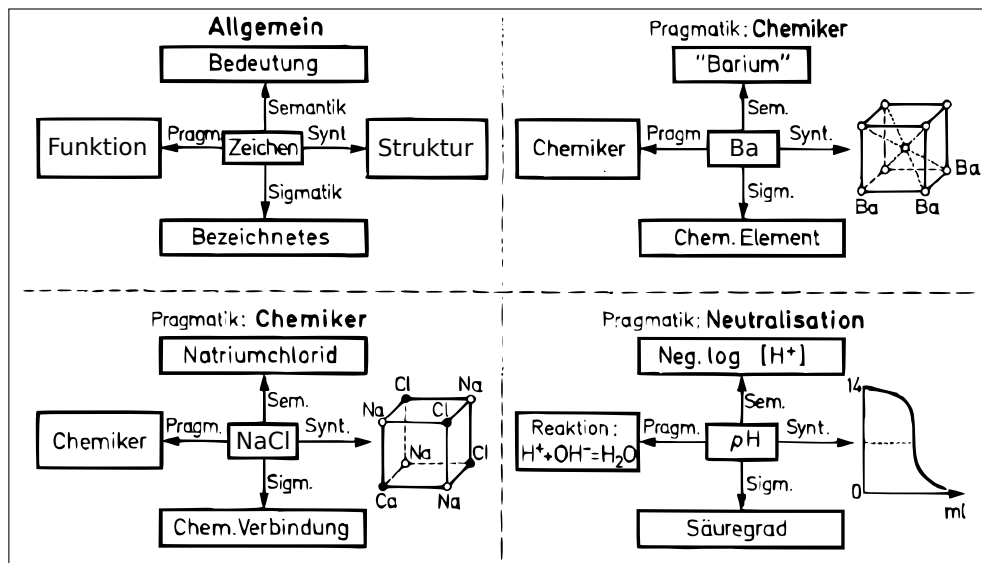 Allgemein
Bedeutung
Semantik
Funktion
Pragm.
Zeichen
Synt.
Struktur
Sigmatik
Bezeichnetes
Pragmatik: Chemiker
"Barium"
Sem.
Chemiker
Pragm
Ba
Synt.
Sigm.
Ba
Ba
Ba
Chem. Element
Pragmatik: Chemiker
Natriumchlorid
Sem.
Chemiker
Pragm.
NaCl
Synt.
Sigm.
Cl
Na
Na
Cl
Na
Cl
Ca
Na
Chem. Verbindung
Pragmatik: Neutralisation
Neg. log [H⁺]
Sem.
Reaktion:
H⁺+OH⁻=H₂O
Pragm.
pH
Synt.
Sigm.
14
0
ml
Säuregrad